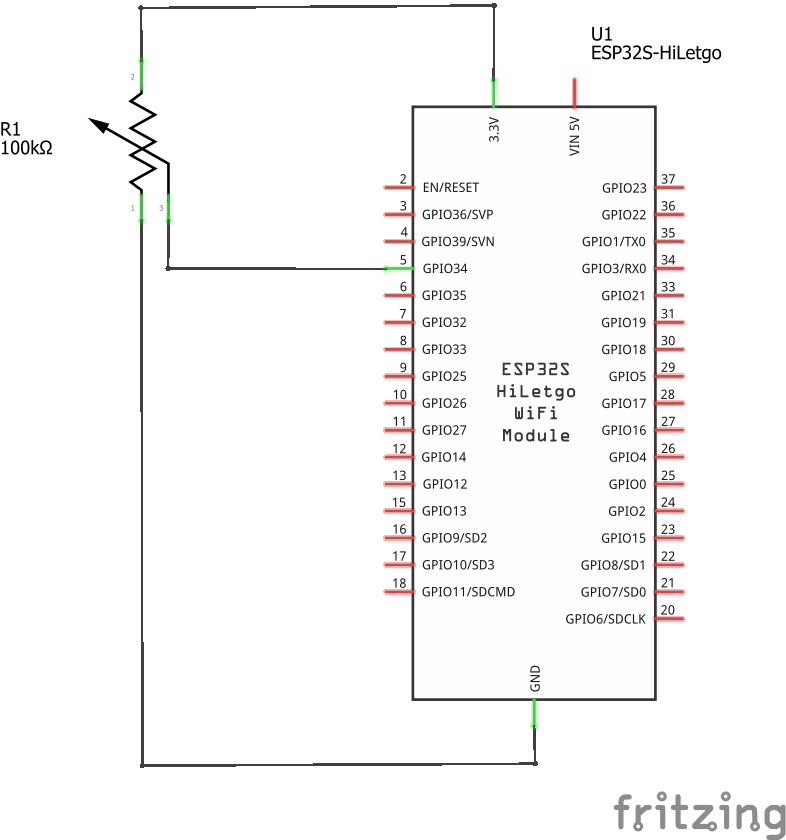 U1
ESP32S-HiLetgo
2
R1
100kΩ
1
3
3.3V
VIN 5V
2 EN/RESET
3 GPIO36/SVP
4 GPIO39/SVN
5 GPIO34
6 GPIO35
7 GPIO32
8 GPIO33
9 GPIO25
10 GPIO26
11 GPIO27
12 GPIO14
13 GPIO12
15 GPIO13
16 GPIO9/SD2
17 GPIO10/SD3
18 GPIO11/SDCMD
ESP32S
HiLetgo
WiFi
Module
GPIO23 37
GPIO22 36
GPIO1/TX0 35
GPIO3/RX0 34
GPIO21 33
GPIO19 31
GPIO18 30
GPIO5 29
GPIO17 28
GPIO16 27
GPIO4 26
GPIO0 25
GPIO2 24
GPIO15 23
GPIO8/SD1 22
GPIO7/SD0 21
GPIO6/SDCLK 20
GND
fritzing